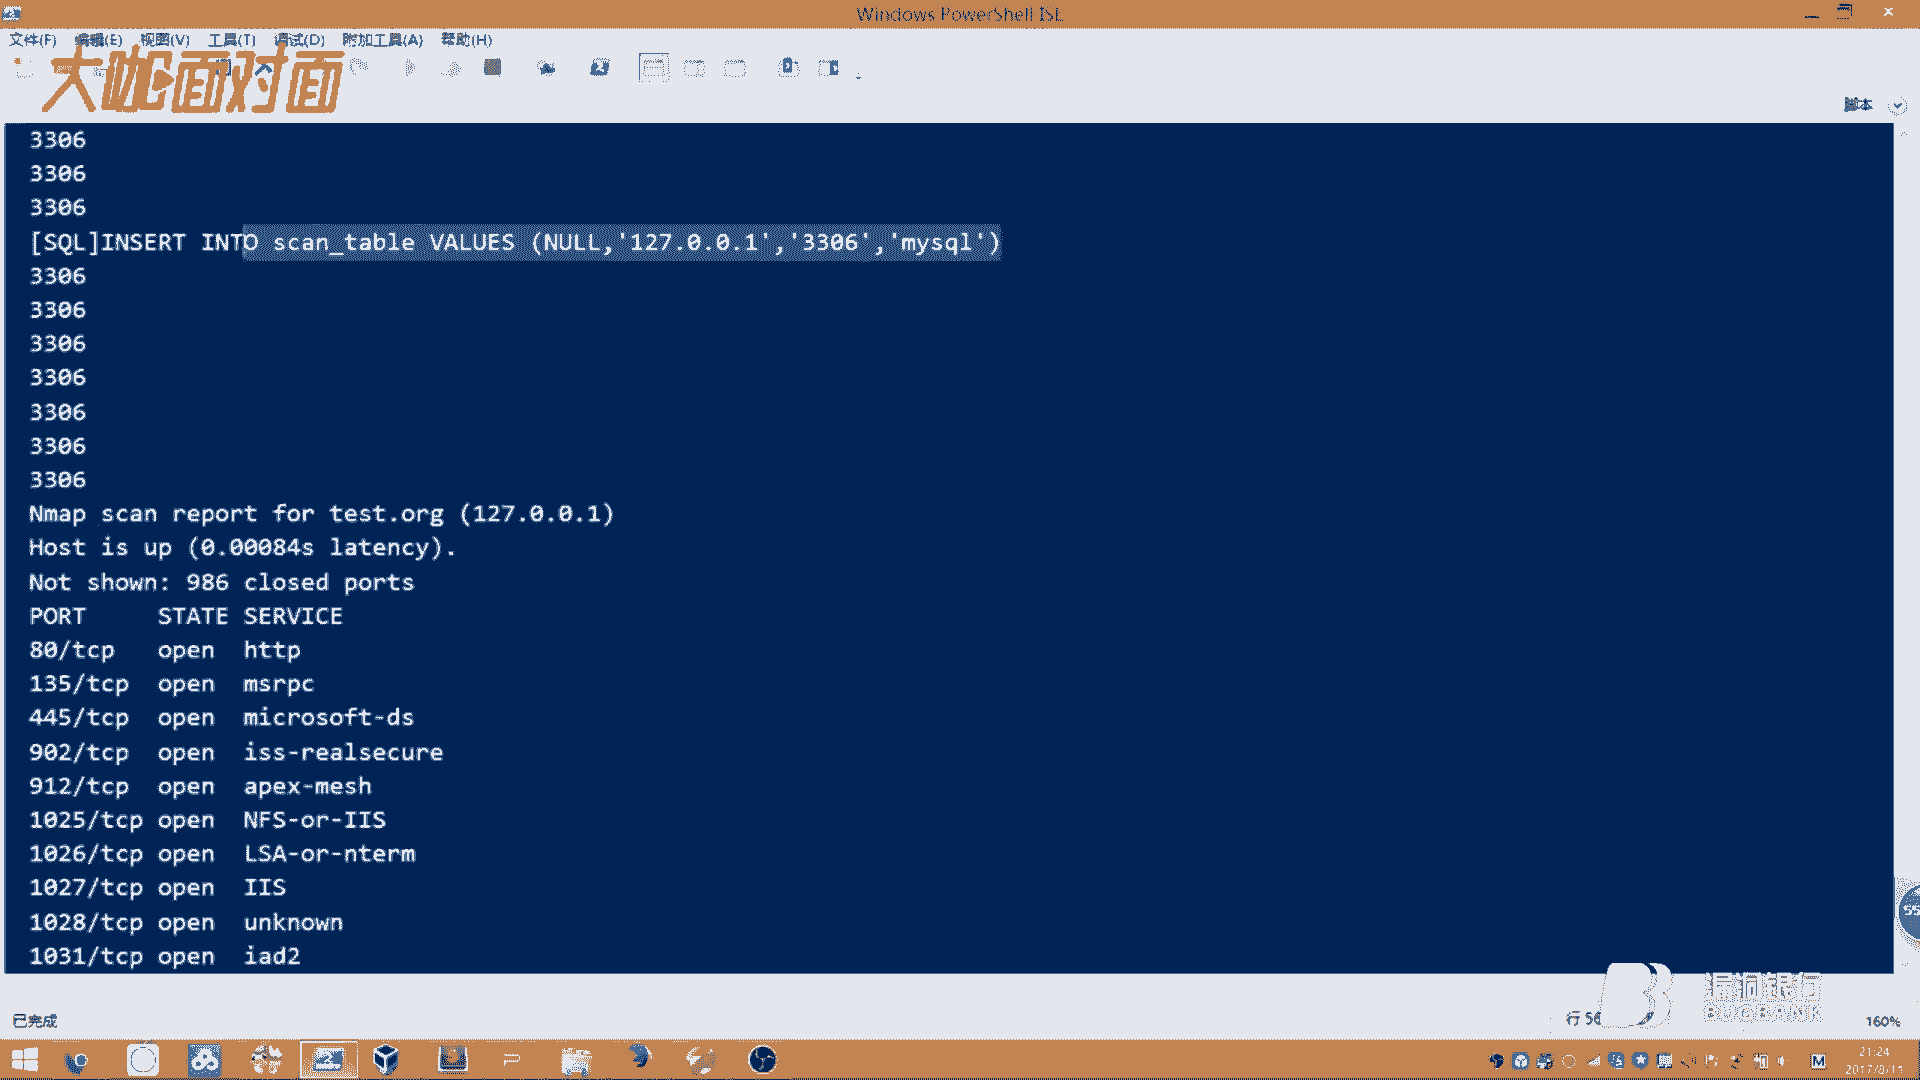 Windows PowerShell ISE
文件(F) 编辑(E) 视图(V) 工具(T) 调试(D) 附加工具(A) 帮助(H)
大咖面对面
脚本
3306
3306
3306
[SQL]INSERT INTO scan_table VALUES (NULL,'127.0.0.1','3306','mysql')
3306
3306
3306
3306
3306
3306
3306
Nmap scan report for test.org (127.0.0.1)
Host is up (0.00084s latency).
Not shown: 986 closed ports
PORT     STATE SERVICE
80/tcp   open  http
135/tcp  open  msrpc
445/tcp  open  microsoft-ds
902/tcp  open  iss-realsecure
912/tcp  open  apex-mesh
1025/tcp open  NFS-or-IIS
1026/tcp open  LSA-or-nterm
1027/tcp open  IIS
1028/tcp open  unknown
1031/tcp open  iad2
55
漏洞银行
BUGBANK
已完成
行 56
160%
M
21:24
2017/8/11